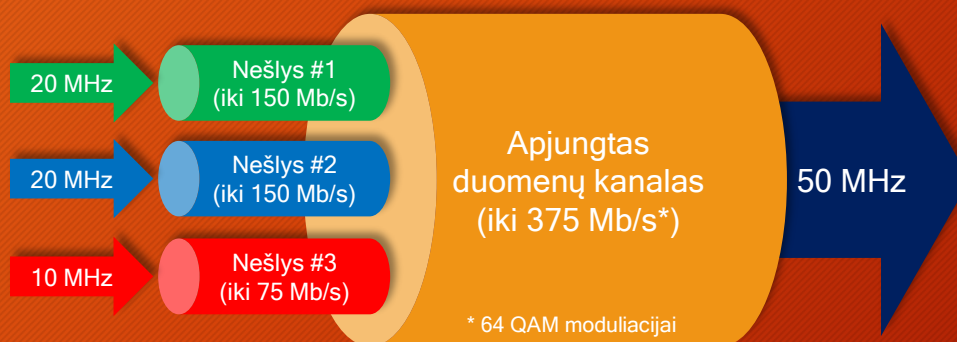 20 MHz
Nešlys #1
(iki 150 Mb/s)
20 MHz
Nešlys #2
(iki 150 Mb/s)
10 MHz
Nešlys #3
(iki 75 Mb/s)
Apjungtas
duomenų kanalas
(iki 375 Mb/s*)
* 64 QAM moduliacijai
50 MHz